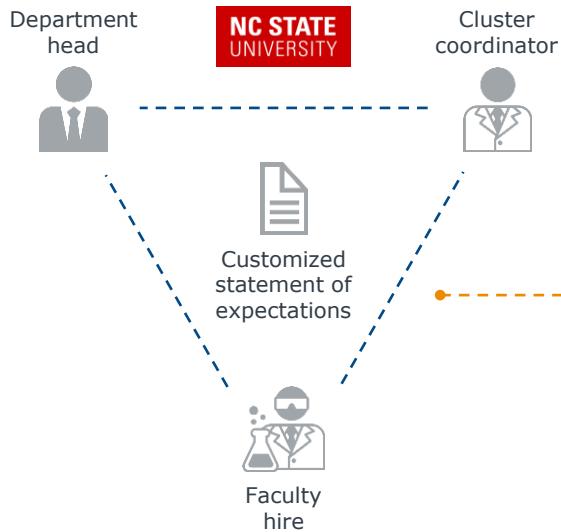 Department
head
NC STATE
UNIVERSITY
Cluster
coordinator
Customized
statement of
expectations
Faculty
hire